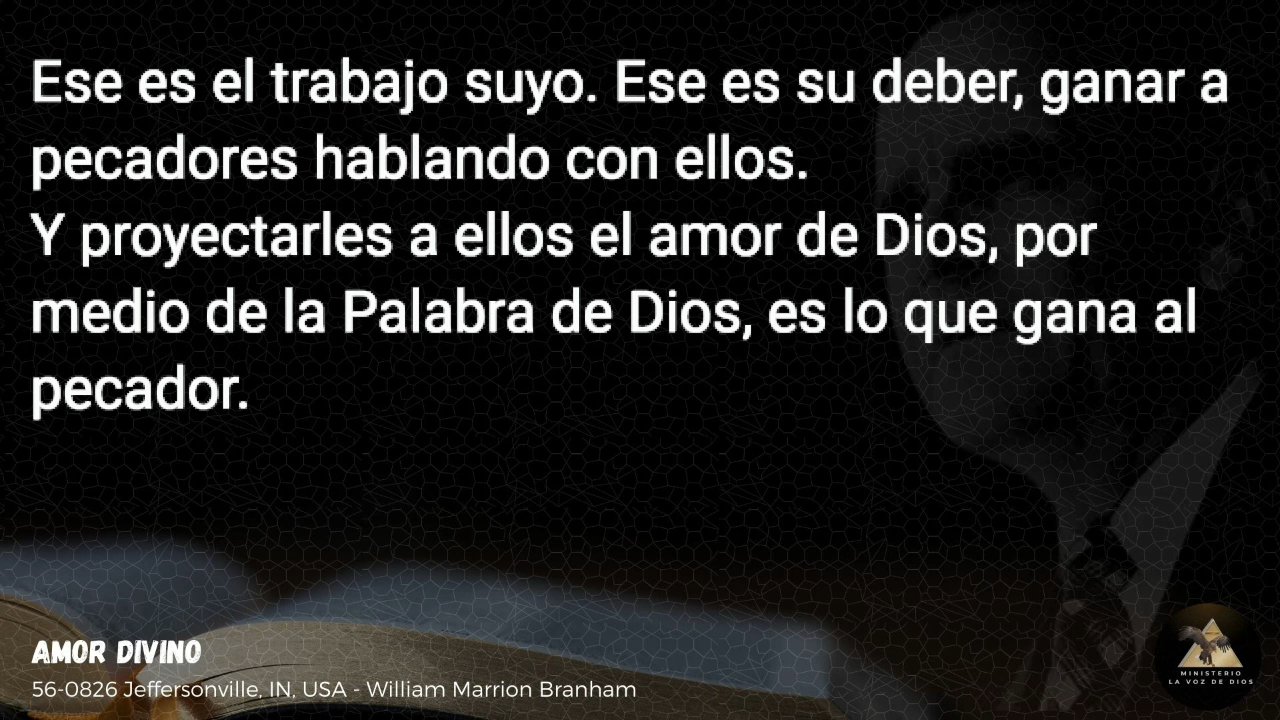 Ese es el trabajo suyo. Ese es su deber, ganar a
pecadores hablando con ellos.
Y proyectarles a ellos el amor de Dios, por
medio de la Palabra de Dios, es lo que gana al
pecador.
AMOR DIVINO
56-0826 Jeffersonville, IN, USA - William Marrion Branham
MINISTERIO
LA VOZ DE DIOS